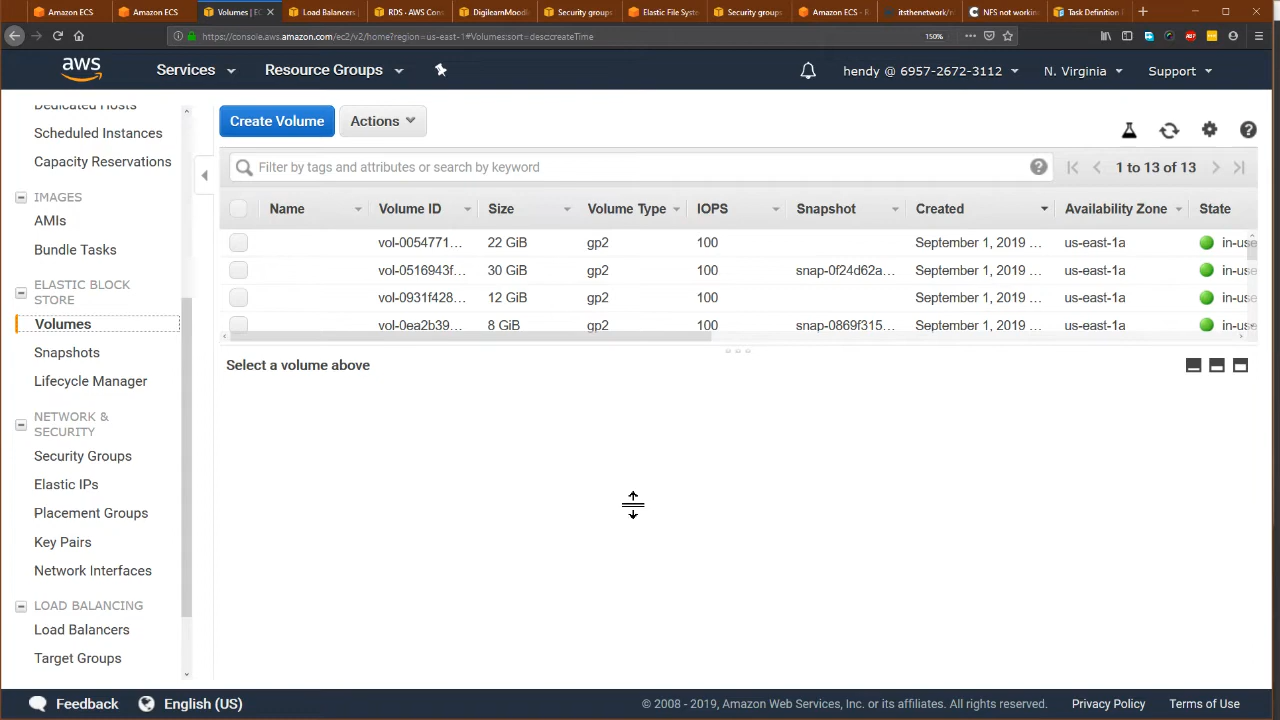 Amazon ECS
Amazon ECS
Volumes | EC
Load Balancers
RDS - AWS Con
DigilearnMoodl
Security groups
Elastic File Syste
Security groups
Amazon ECS - R
itsthenetwork/n
NFS not workin
Task Definition
https://console.aws.amazon.com/ec2/v2/home?region=us-east-1#Volumes:sort=desc:createTime
150%
aws
Services
Resource Groups
hendy @ 6957-2672-3112
N. Virginia
Support
Dedicated Hosts
Scheduled Instances
Capacity Reservations
IMAGES
AMIs
Bundle Tasks
ELASTIC BLOCK
STORE
Volumes
Snapshots
Lifecycle Manager
NETWORK &
SECURITY
Security Groups
Elastic IPs
Placement Groups
Key Pairs
Network Interfaces
LOAD BALANCING
Load Balancers
Target Groups
Create Volume
Actions
Filter by tags and attributes or search by keyword
1 to 13 of 13
Name Volume ID Size Volume Type IOPS Snapshot Created Availability Zone State
vol-0054771... 22 GiB gp2 100 September 1, 2019 ... us-east-1a in-use
vol-0516943f... 30 GiB gp2 100 snap-0f24d62a... September 1, 2019 ... us-east-1a in-use
vol-0931f428... 12 GiB gp2 100 September 1, 2019 ... us-east-1a in-use
vol-0ea2b39... 8 GiB gp2 100 snap-0869f315... September 1, 2019 ... us-east-1a in-use
Select a volume above
Feedback
English (US)
© 2008 - 2019, Amazon Web Services, Inc. or its affiliates. All rights reserved.
Privacy Policy
Terms of Use